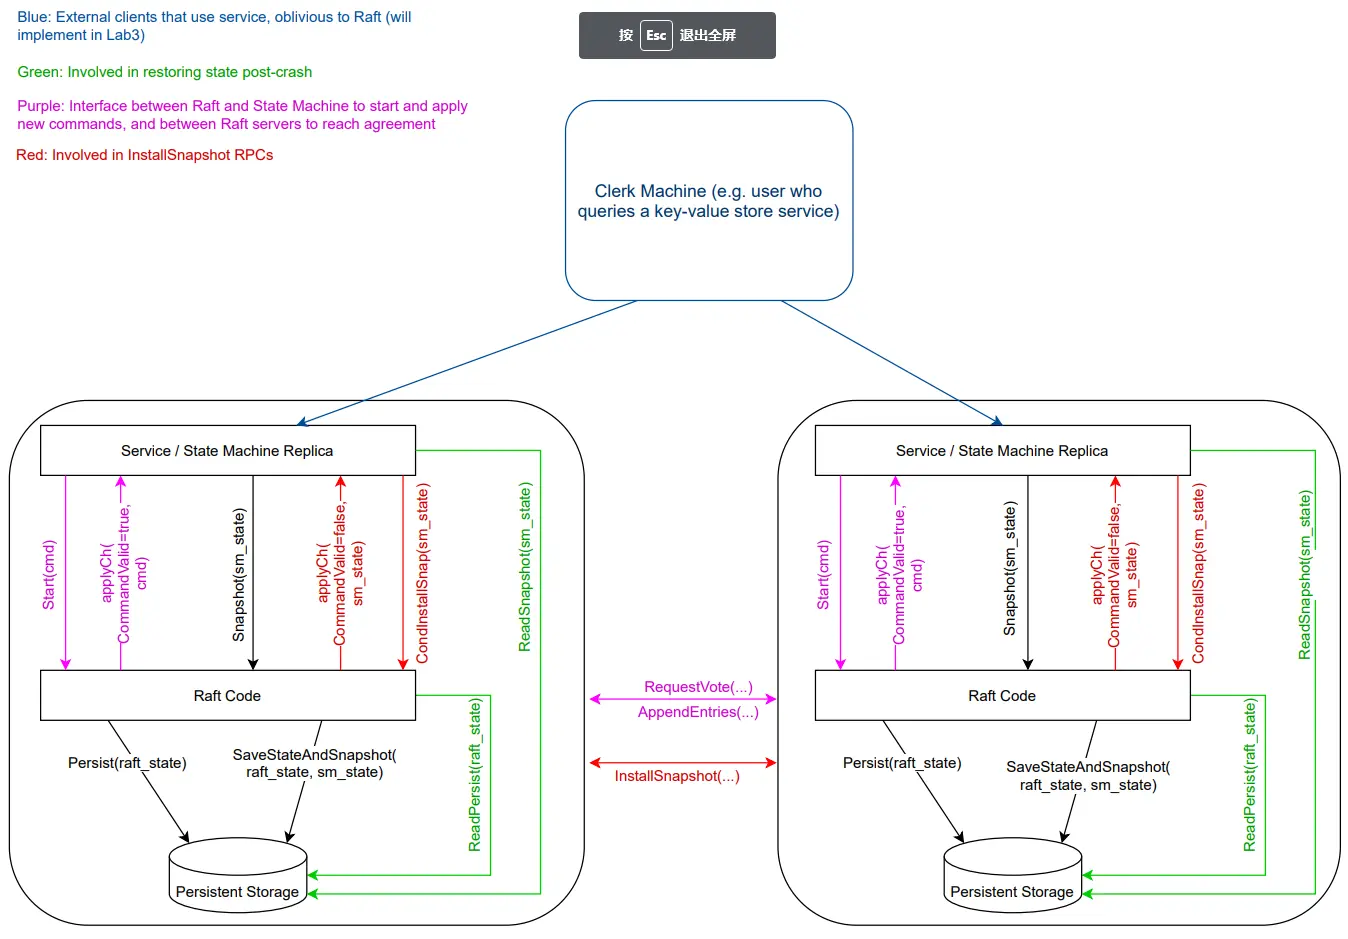 Blue: External clients that use service, oblivious to Raft (will
implement in Lab3)
按 Esc 退出全屏
Green: Involved in restoring state post-crash
Purple: Interface between Raft and State Machine to start and apply
new commands, and between Raft servers to reach agreement
Red: Involved in InstallSnapshot RPCs
Clerk Machine (e.g. user who
queries a key-value store service)
Service / State Machine Replica
Start(cmd)
applyCh(
CommandValid=true,
cmd)
Snapshot(sm_state)
applyCh(
CommandValid=false,
sm_state)
CondInstallSnap(sm_state)
ReadSnapshot(sm_state)
Raft Code
Persist(raft_state)
SaveStateAndSnapshot(
raft_state, sm_state)
ReadPersist(raft_state)
Persistent Storage
RequestVote(...)
AppendEntries(...)
InstallSnapshot(...)
Service / State Machine Replica
Start(cmd)
applyCh(
CommandValid=true,
cmd)
Snapshot(sm_state)
applyCh(
CommandValid=false,
sm_state)
CondInstallSnap(sm_state)
ReadSnapshot(sm_state)
Raft Code
Persist(raft_state)
SaveStateAndSnapshot(
raft_state, sm_state)
ReadPersist(raft_state)
Persistent Storage